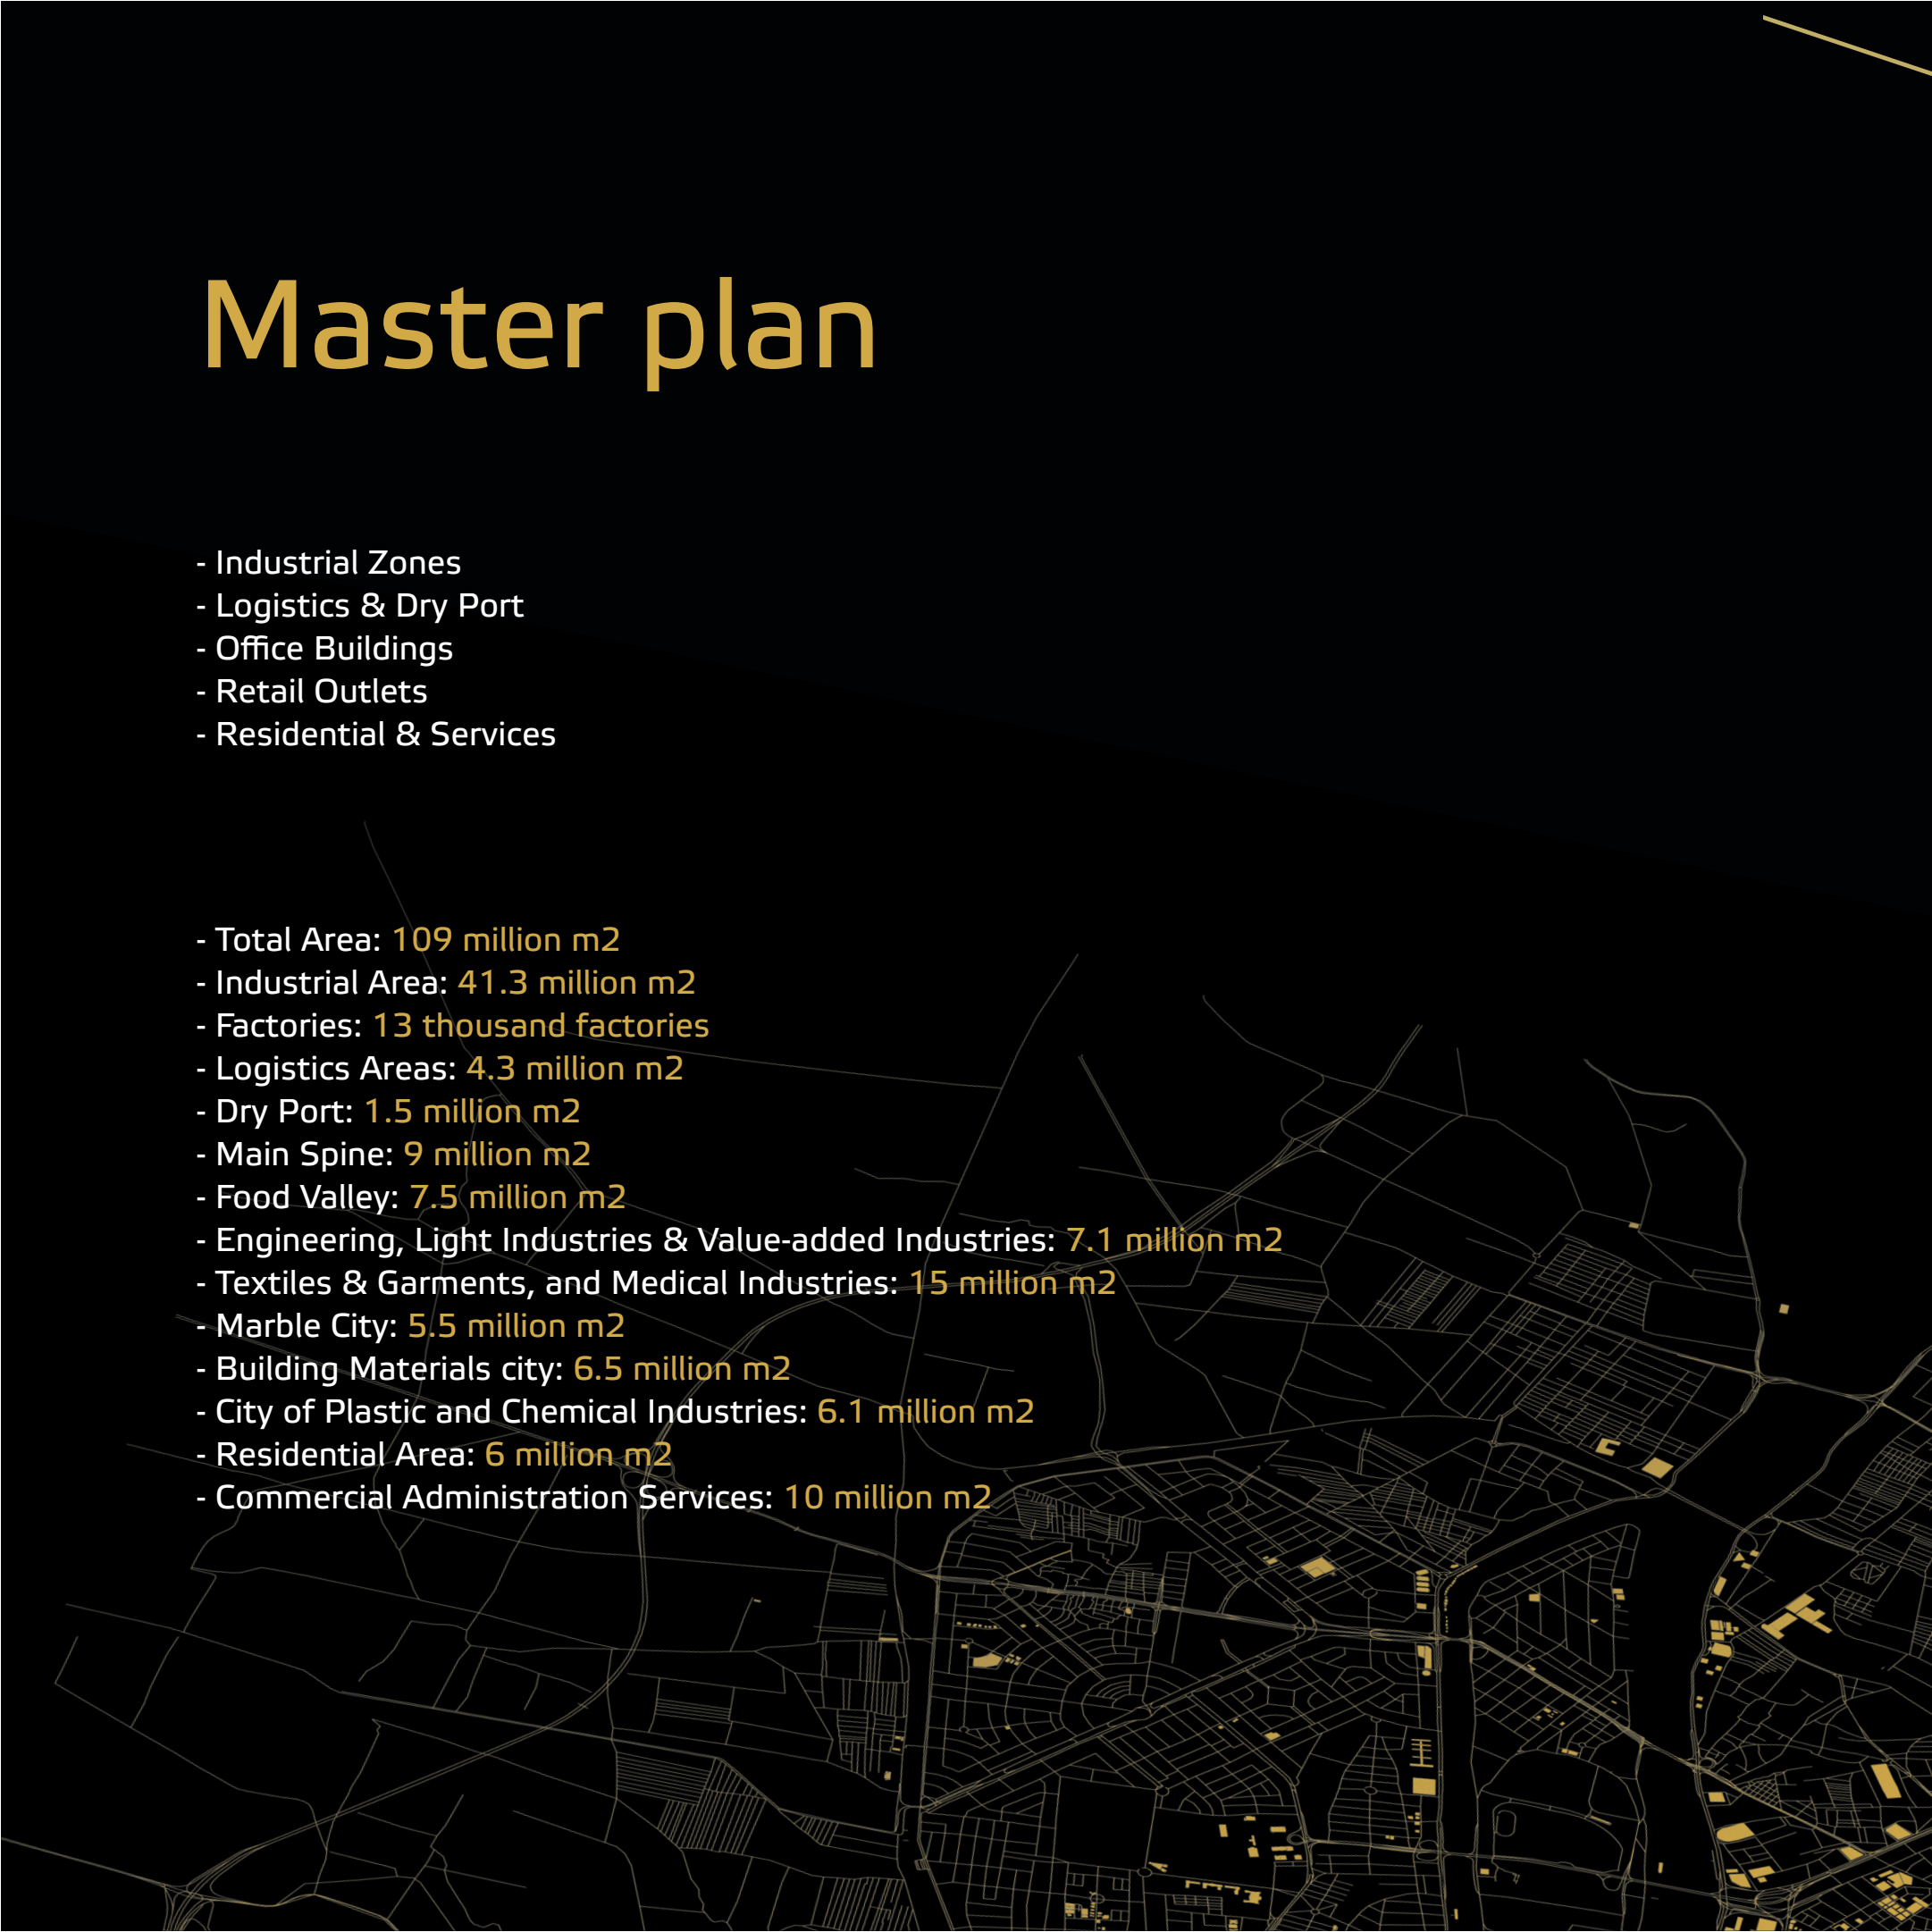 Master plan
- Industrial Zones
- Logistics & Dry Port
- Office Buildings
- Retail Outlets
- Residential & Services
- Total Area: 109 million m2
- Industrial Area: 41.3 million m2
- Factories: 13 thousand factories
- Logistics Areas: 4.3 million m2
- Dry Port: 1.5 million m2
- Main Spine: 9 million m2
- Food Valley: 7.5 million m2
- Engineering, Light Industries & Value-added Industries: 7.1 million m2
- Textiles & Garments, and Medical Industries: 15 million m2
- Marble City: 5.5 million m2
- Building Materials city: 6.5 million m2
- City of Plastic and Chemical Industries: 6.1 million m2
- Residential Area: 6 million m2
- Commercial Administration Services: 10 million m2